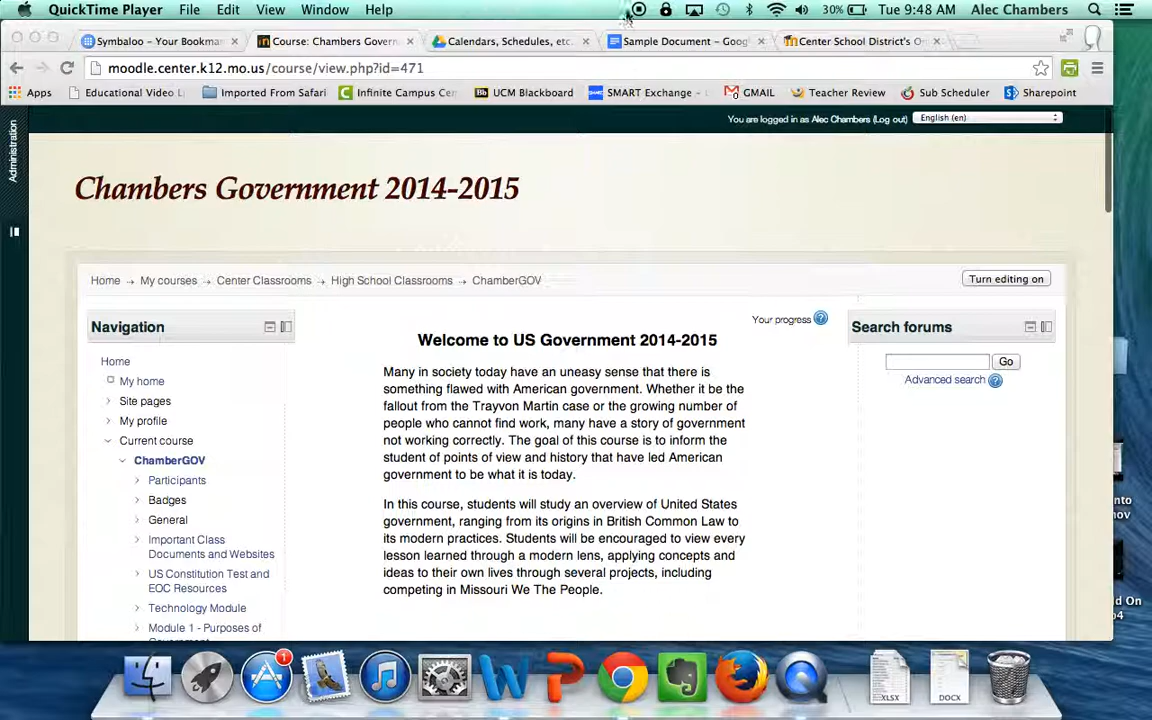 QuickTime Player File Edit View Window Help 30% Tue 9:48 AM Alec Chambers
Symbaloo – Your Bookma Course: Chambers Govern Calendars, Schedules, etc. Sample Document – Goog Center School District's O
moodle.center.k12.mo.us/course/view.php?id=471
Apps Educational Video L Imported From Safari Infinite Campus Ce UCM Blackboard SMART Exchange - GMAIL Teacher Review Sub Scheduler Sharepoint
Administration
You are logged in as Alec Chambers (Log out) English (en)
Chambers Government 2014-2015
Home → My courses → Center Classrooms → High School Classrooms → ChamberGOV Turn editing on
Navigation
Home
My home
Site pages
My profile
Current course
ChamberGOV
Participants
Badges
General
Important Class
Documents and Websites
US Constitution Test and
EOC Resources
Technology Module
Module 1 - Purposes of
Your progress
Welcome to US Government 2014-2015
Many in society today have an uneasy sense that there is
something flawed with American government. Whether it be the
fallout from the Trayvon Martin case or the growing number of
people who cannot find work, many have a story of government
not working correctly. The goal of this course is to inform the
student of points of view and history that have led American
government to be what it is today.
In this course, students will study an overview of United States
government, ranging from its origins in British Common Law to
its modern practices. Students will be encouraged to view every
lesson learned through a modern lens, applying concepts and
ideas to their own lives through several projects, including
competing in Missouri We The People.
Search forums
Go
Advanced search
nto
nov
d On
p4
1
XLSX
DOCX